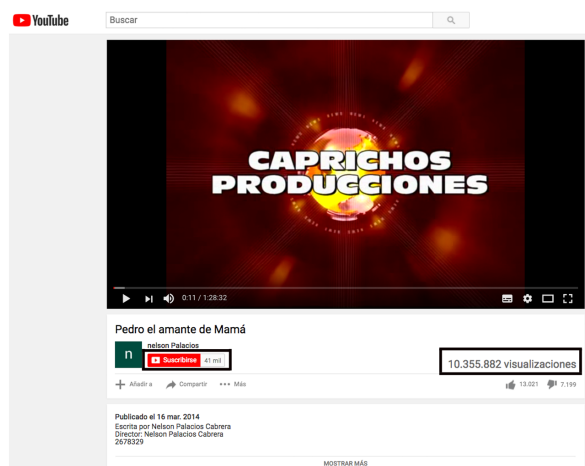 YouTube
Buscar
CAPRICHOS
PRODUCCIONES
0:11 / 1:28:32
Pedro el amante de Mamá
n
nelson Palacios
Suscribirse 41 mil
10.355.882 visualizaciones
Añadir a Compartir Más
13.021 7.199
Publicado el 16 mar. 2014
Escrita por Nelson Palacios Cabrera
Director: Nelson Palacios Cabrera
2678329
MOSTRAR MÁS